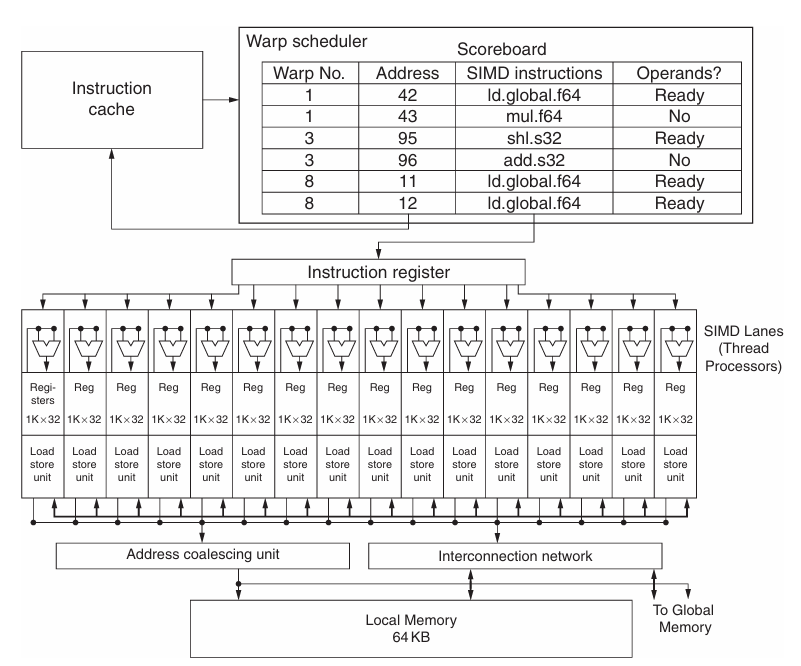 Warp scheduler
Scoreboard
Instruction
cache
Warp No. Address SIMD instructions Operands?
1 42 ld.global.f64 Ready
1 43 mul.f64 No
3 95 shl.s32 Ready
3 96 add.s32 No
8 11 ld.global.f64 Ready
8 12 ld.global.f64 Ready
Instruction register
SIMD Lanes
(Thread
Processors)
Regi- Reg Reg Reg Reg Reg Reg Reg Reg Reg Reg Reg Reg Reg Reg Reg
sters
1K×32 1K×32 1K×32 1K×32 1K×32 1K×32 1K×32 1K×32 1K×32 1K×32 1K×32 1K×32 1K×32 1K×32 1K×32 1K×32
Load Load Load Load Load Load Load Load Load Load Load Load Load Load Load Load
store store store store store store store store store store store store store store store store
unit unit unit unit unit unit unit unit unit unit unit unit unit unit unit unit
Address coalescing unit
Interconnection network
Local Memory
64 KB
To Global
Memory